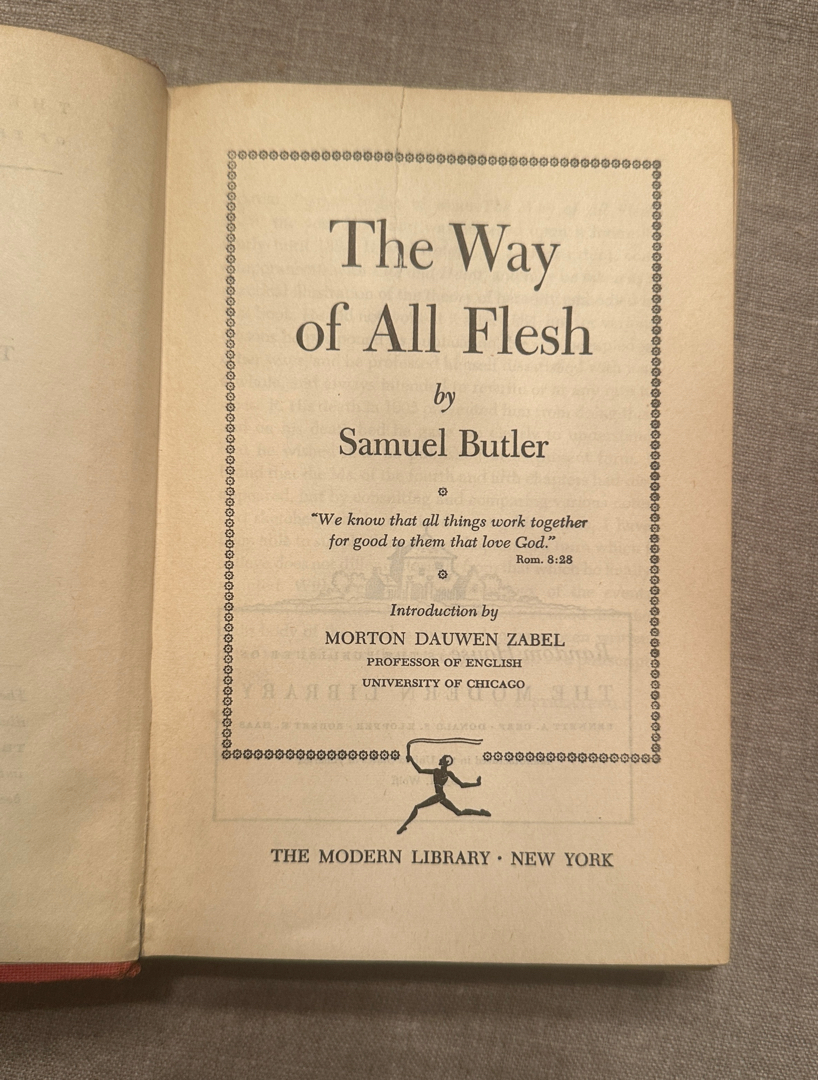 The Way
of All Flesh
by
Samuel Butler
“We know that all things work together
for good to them that love God.”
Rom. 8:28
Introduction by
MORTON DAUWEN ZABEL
PROFESSOR OF ENGLISH
UNIVERSITY OF CHICAGO
THE MODERN LIBRARY · NEW YORK